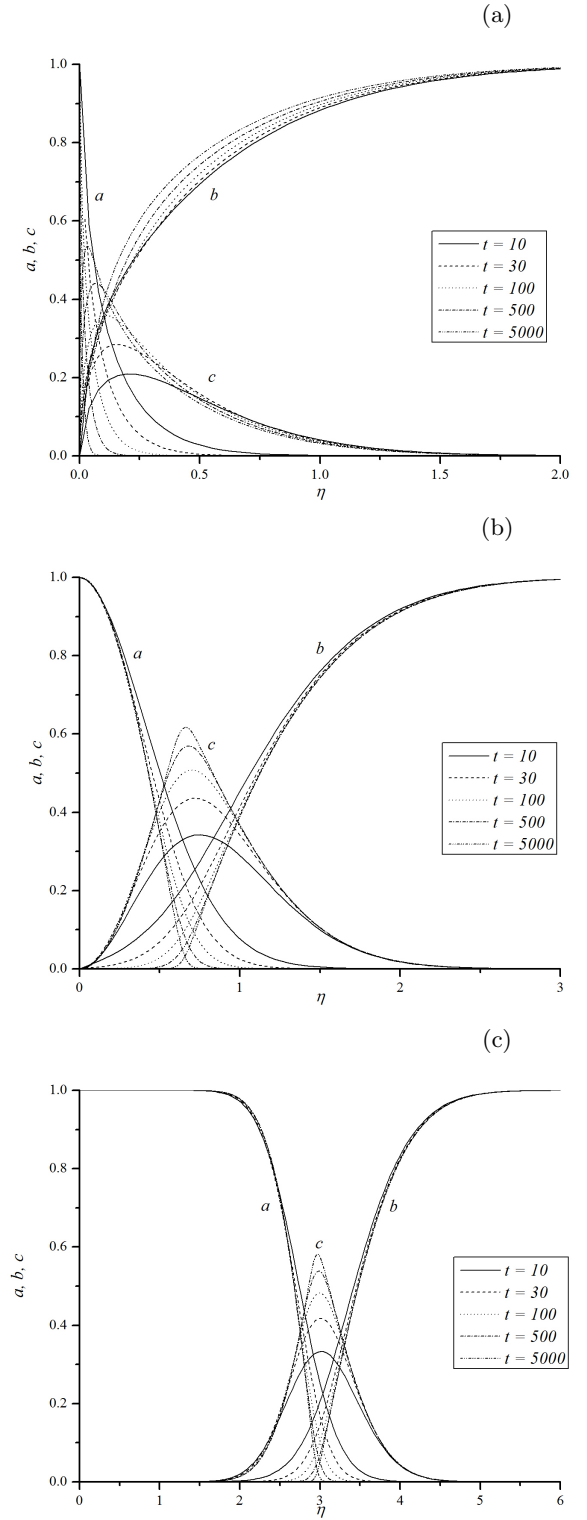 (a)
1.0
0.8
0.6
0.4
0.2
0.0
a, b, c
a
b
c
t = 10
t = 30
t = 100
t = 500
t = 5000
0.0 0.5 1.0 1.5 2.0
η
(b)
1.0
0.8
0.6
0.4
0.2
0.0
a, b, c
a
b
c
t = 10
t = 30
t = 100
t = 500
t = 5000
0 1 2 3
η
(c)
1.0
0.8
0.6
0.4
0.2
0.0
a, b, c
a
b
c
t = 10
t = 30
t = 100
t = 500
t = 5000
0 1 2 3 4 5 6
η